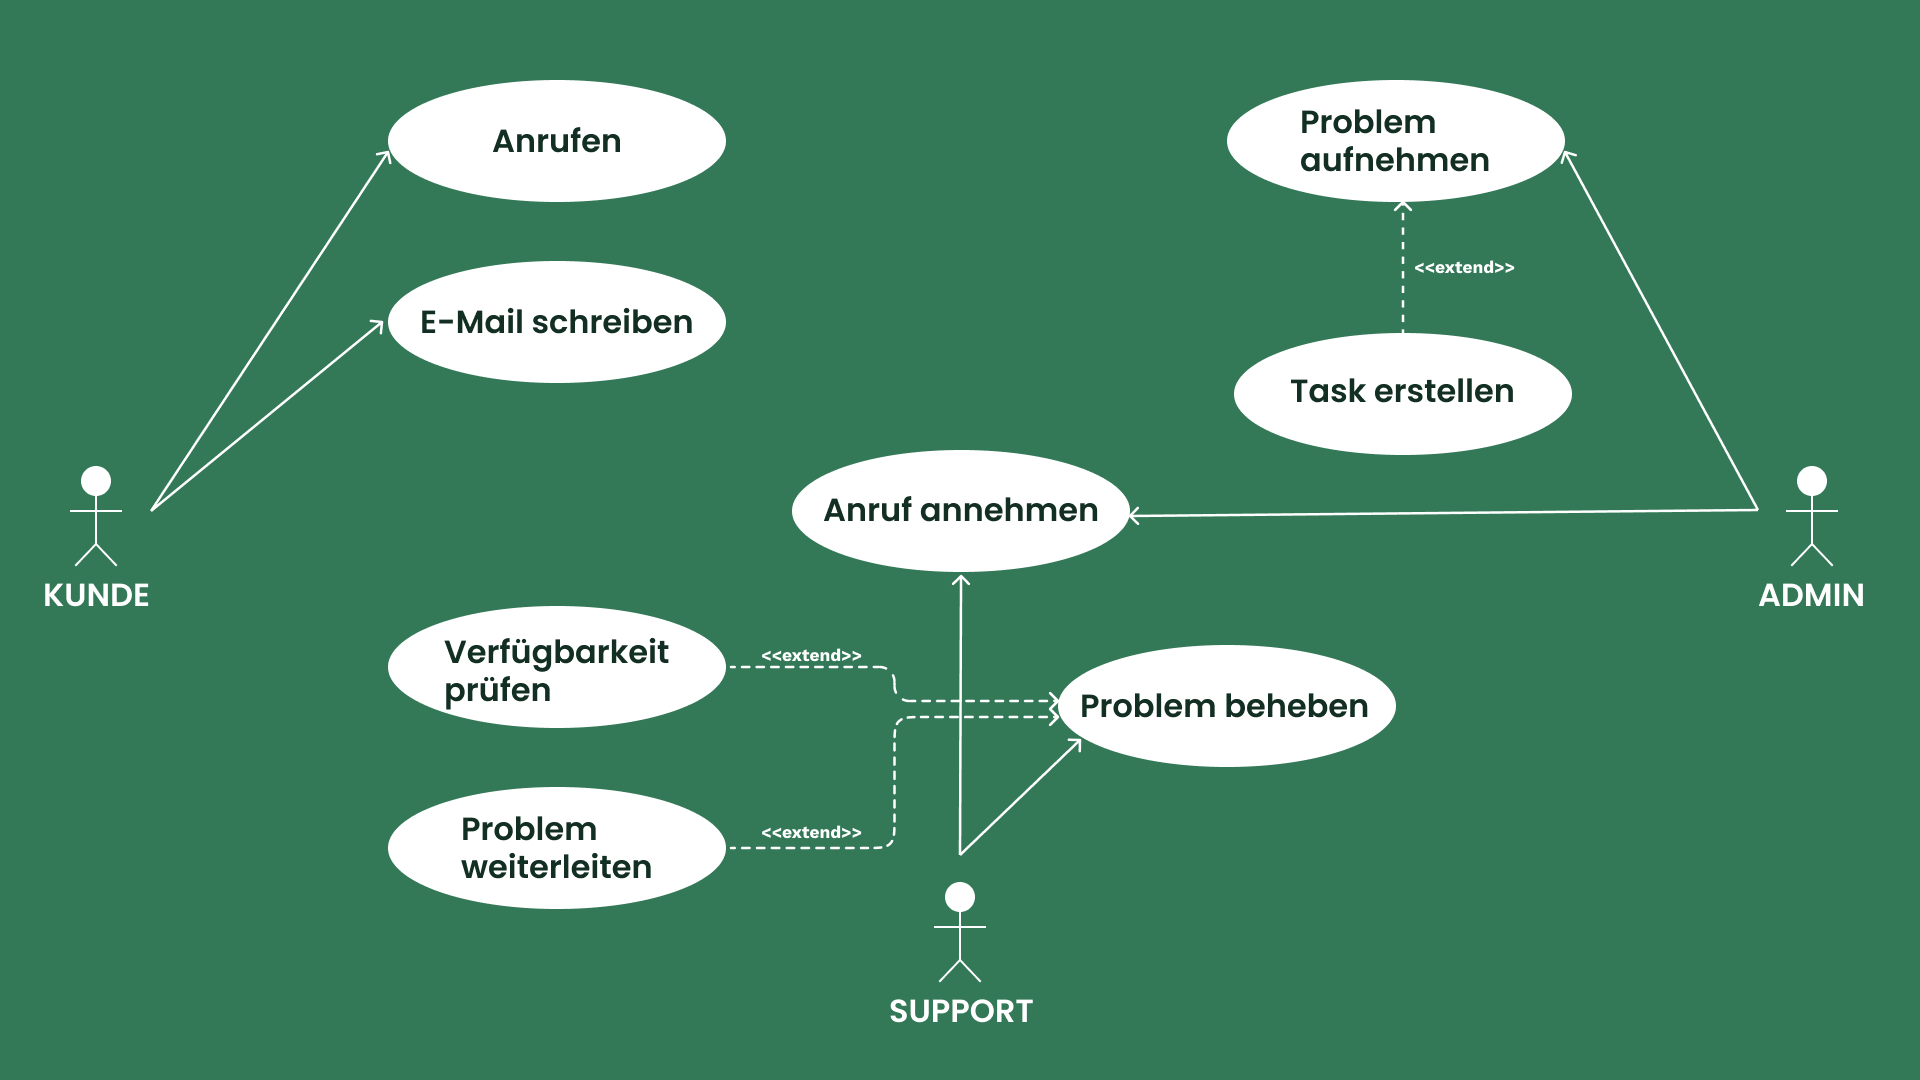 Anrufen
Problem
aufnehmen
<<extend>>
E-Mail schreiben
Task erstellen
Anruf annehmen
KUNDE
ADMIN
Verfügbarkeit
prüfen
<<extend>>
Problem beheben
Problem
weiterleiten
<<extend>>
SUPPORT